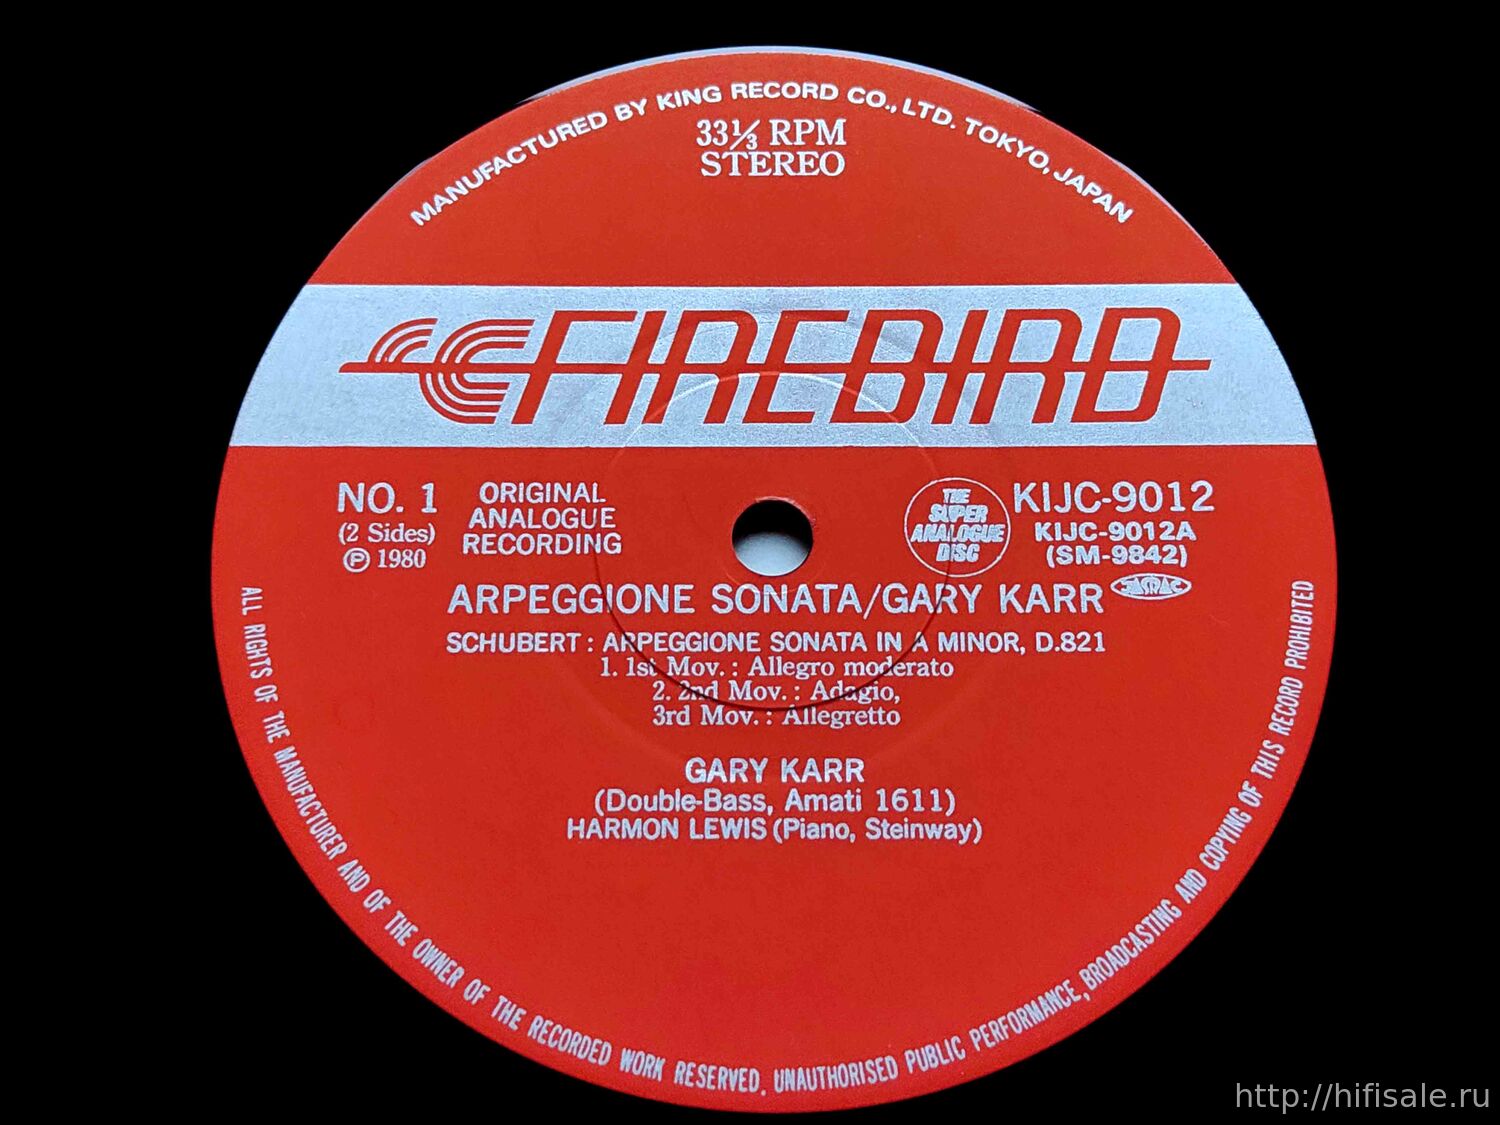 MANUFACTURED BY KING RECORD CO., LTD. TOKYO, JAPAN
33⅓ RPM
STEREO
FIREBIRD
NO. 1
(2 Sides)
Ⓟ 1980
ORIGINAL
ANALOGUE
RECORDING
THE
SUPER
ANALOGUE
DISC
KIJC-9012
KIJC-9012A
(SM-9842)
ARPEGGIONE SONATA/GARY KARR
JASRAC
SCHUBERT : ARPEGGIONE SONATA IN A MINOR, D.821
1. 1st Mov. : Allegro moderato
2. 2nd Mov. : Adagio,
3rd Mov. : Allegretto
GARY KARR
(Double-Bass, Amati 1611)
HARMON LEWIS (Piano, Steinway)
ALL RIGHTS OF THE MANUFACTURER AND OF THE OWNER OF THE RECORDED WORK RESERVED. UNAUTHORISED PUBLIC PERFORMANCE, BROADCASTING AND COPYING OF THIS RECORD PROHIBITED
http://hifisale.ru